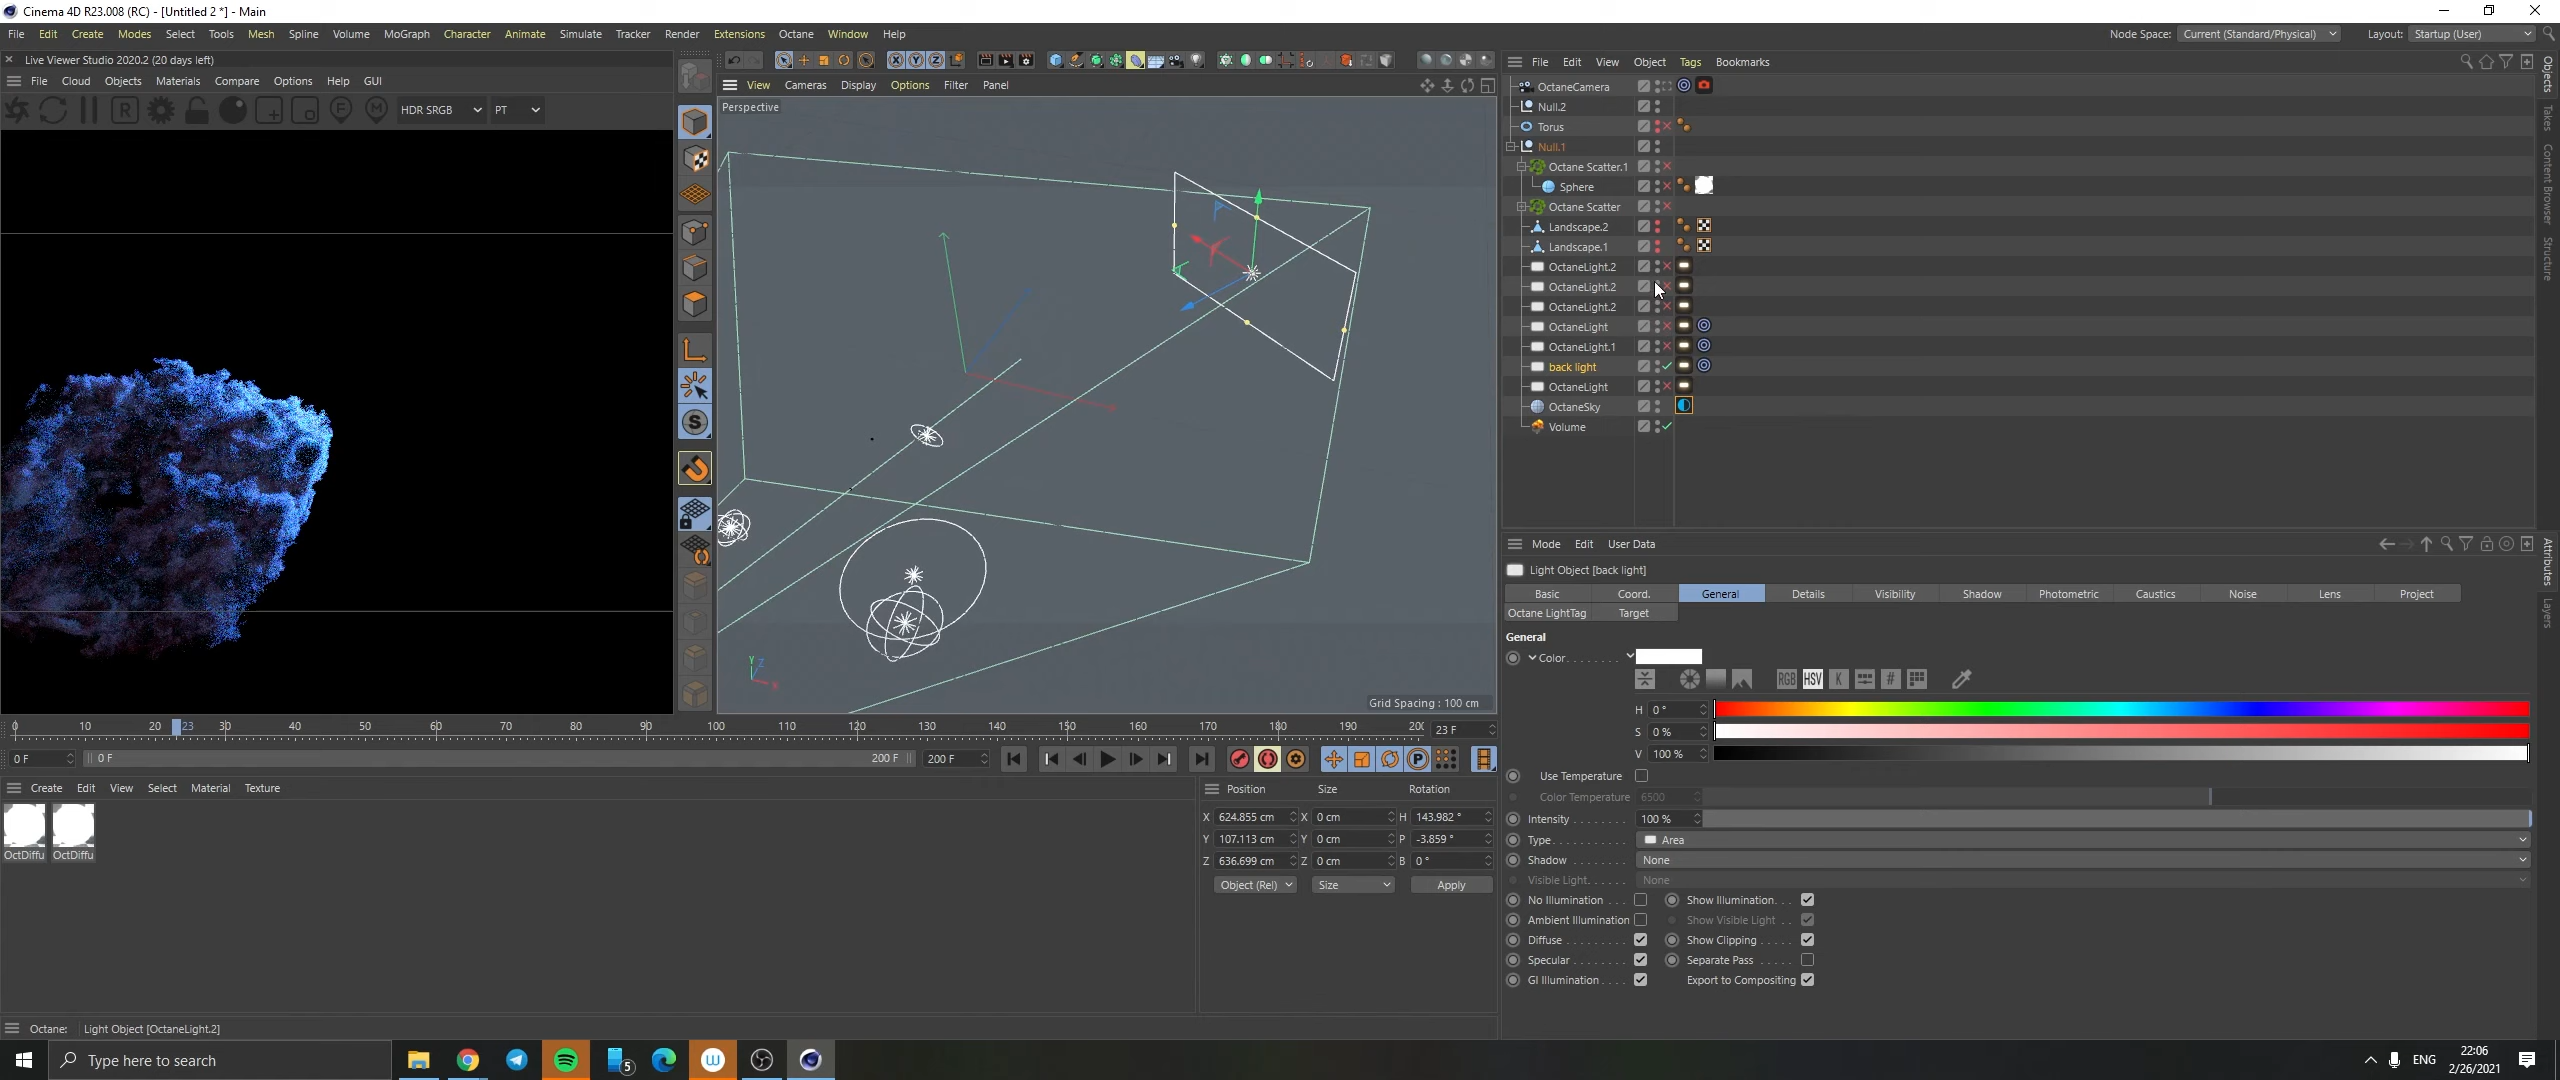 Cinema 4D R23.008 (RC) - [Untitled 2 *] - Main
File Edit Create Modes Select Tools Mesh Spline Volume MoGraph Character Animate Simulate Tracker Render Extensions Octane Window Help
Node Space: Current (Standard/Physical) Layout: Startup (User)
Live Viewer Studio 2020.2 (20 days left)
File Cloud Objects Materials Compare Options Help GUI
HDR SRGB PT
View Cameras Display Options Filter Panel
Perspective
Grid Spacing : 100 cm
File Edit View Object Tags Bookmarks
OctaneCamera
Null.2
Torus
Null.1
Octane Scatter.1
Sphere
Octane Scatter
Landscape.2
Landscape.1
OctaneLight.2
OctaneLight.2
OctaneLight.2
OctaneLight
OctaneLight.1
back light
OctaneLight
OctaneSky
Volume
Objects
Takes
Content Browser
Structure
Mode Edit User Data
Light Object [back light]
Basic Coord. General Details Visibility Shadow Photometric Caustics Noise Lens Project
Octane LightTag Target
General
Color
RGB HSV K #
H 0 °
S 0 %
V 100 %
Use Temperature
Color Temperature 6500
Intensity 100 %
Type Area
Shadow None
Visible Light None
No Illumination Show Illumination
Ambient Illumination Show Visible Light
Diffuse Show Clipping
Specular Separate Pass
GI Illumination Export to Compositing
Attributes
Layers
0 10 20 23 30 40 50 60 70 80 90 100 110 120 130 140 150 160 170 180 190 200 23 F
0 F 0 F 200 F 200 F
Create Edit View Select Material Texture
OctDiffu OctDiffu
Position Size Rotation
X 624.855 cm X 0 cm H 143.982 °
Y 107.113 cm Y 0 cm P -3.859 °
Z 636.699 cm Z 0 cm B 0 °
Object (Rel) Size Apply
Octane: Light Object [OctaneLight.2]
Type here to search
5
ENG
22:06
2/26/2021